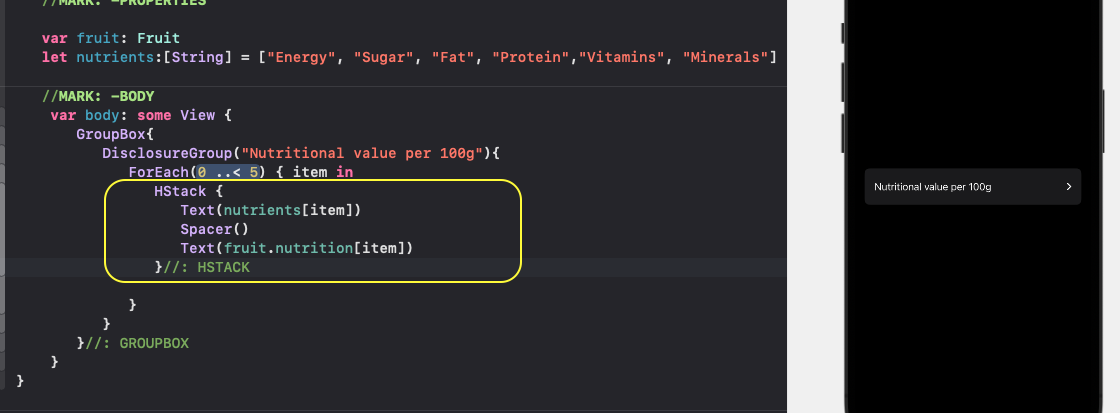 //MARK: -PROPERTIES
var fruit: Fruit
let nutrients:[String] = ["Energy", "Sugar", "Fat", "Protein","Vitamins", "Minerals"]
//MARK: -BODY
var body: some View {
GroupBox{
DisclosureGroup("Nutritional value per 100g"){
ForEach(0 ..< 5) { item in
HStack {
Text(nutrients[item])
Spacer()
Text(fruit.nutrition[item])
}//: HSTACK
}
}
}//: GROUPBOX
}
}
Nutritional value per 100g